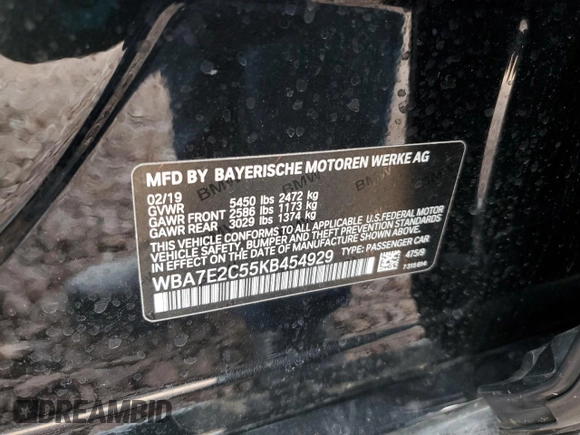 MFD BY BAYERISCHE MOTOREN WERKE AG
02/19
GVWR 5450 lbs 2472 kg
GAWR FRONT 2586 lbs 1173 kg
GAWR REAR 3029 lbs 1374 kg
THIS VEHICLE CONFORMS TO ALL APPLICABLE U.S.FEDERAL MOTOR
VEHICLE SAFETY, BUMPER AND THEFT PREVENTION
STANDARDS IN EFFECT ON THE DATE OF MANUFACTURE SHOWN ABOVE.
WBA7E2C55KB454929 TYPE: PASSENGER CAR
475/9
DREAMBID